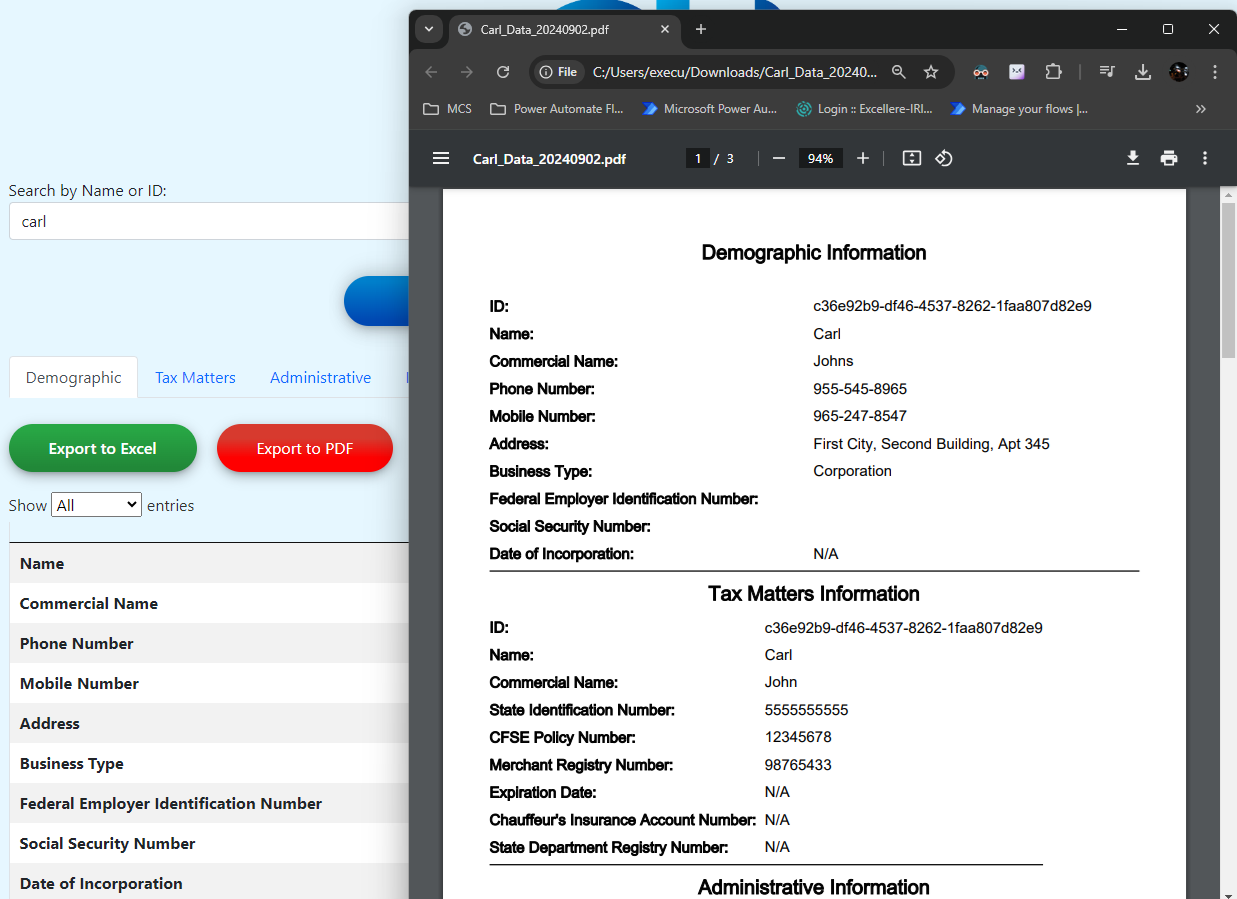 Search by Name or ID:
carl
Demographic
Tax Matters
Administrative
Export to Excel
Export to PDF
Show All entries
Name
Commercial Name
Phone Number
Mobile Number
Address
Business Type
Federal Employer Identification Number
Social Security Number
Date of Incorporation
Carl_Data_20240902.pdf
File C:/Users/execu/Downloads/Carl_Data_20240...
MCS
Power Automate Fl...
Microsoft Power Au...
Login :: Excellere-IRI...
Manage your flows |...
Carl_Data_20240902.pdf
1 / 3
94%
Demographic Information
ID: c36e92b9-df46-4537-8262-1faa807d82e9
Name: Carl
Commercial Name: Johns
Phone Number: 955-545-8965
Mobile Number: 965-247-8547
Address: First City, Second Building, Apt 345
Business Type: Corporation
Federal Employer Identification Number:
Social Security Number:
Date of Incorporation: N/A
Tax Matters Information
ID: c36e92b9-df46-4537-8262-1faa807d82e9
Name: Carl
Commercial Name: John
State Identification Number: 5555555555
CFSE Policy Number: 12345678
Merchant Registry Number: 98765433
Expiration Date: N/A
Chauffeur's Insurance Account Number: N/A
State Department Registry Number: N/A
Administrative Information